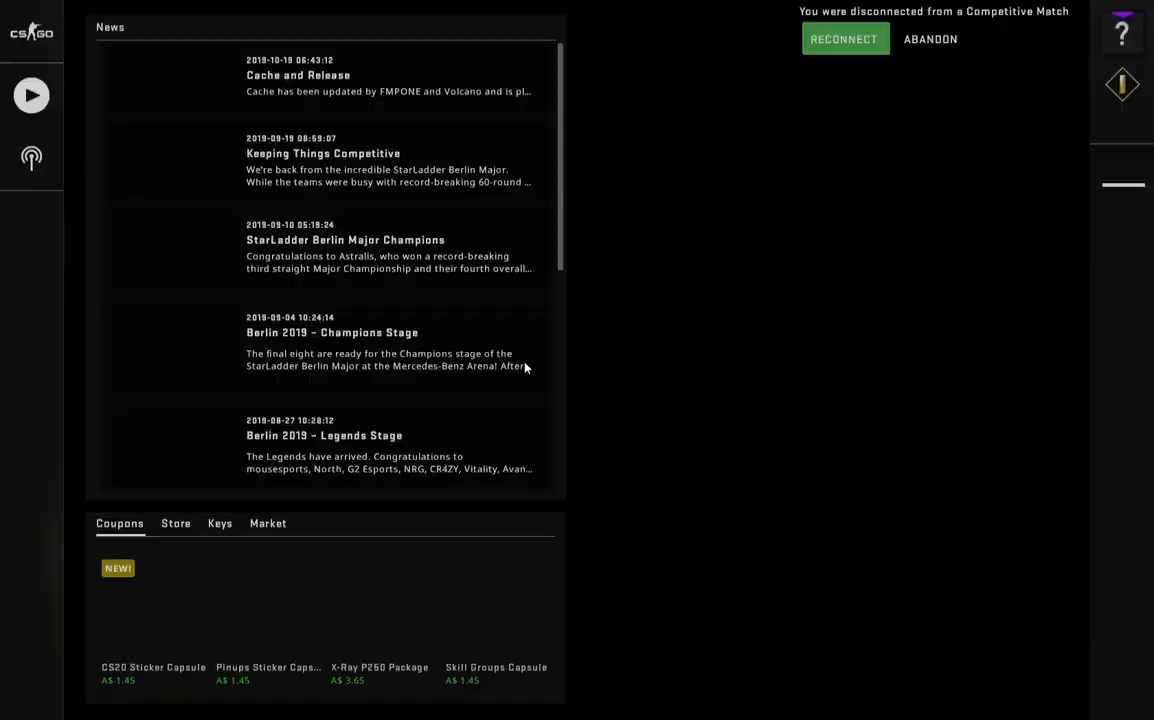 CS GO
News
You were disconnected from a Competitive Match
RECONNECT ABANDON
?
2019-10-19 06:43:12
Cache and Release
Cache has been updated by FMPONE and Volcano and is pl...
2019-09-19 08:59:07
Keeping Things Competitive
We're back from the incredible StarLadder Berlin Major.
While the teams were busy with record-breaking 60-round ...
2019-09-10 05:19:24
StarLadder Berlin Major Champions
Congratulations to Astralis, who won a record-breaking
third straight Major Championship and their fourth overall...
2019-09-04 10:24:14
Berlin 2019 – Champions Stage
The final eight are ready for the Champions stage of the
StarLadder Berlin Major at the Mercedes-Benz Arena! After
2019-08-27 10:28:12
Berlin 2019 – Legends Stage
The Legends have arrived. Congratulations to
mousesports, North, G2 Esports, NRG, CR4ZY, Vitality, Avan...
Coupons Store Keys Market
NEW!
CS20 Sticker Capsule Pinups Sticker Caps... X-Ray P250 Package Skill Groups Capsule
A$ 1.45 A$ 1.45 A$ 3.65 A$ 1.45